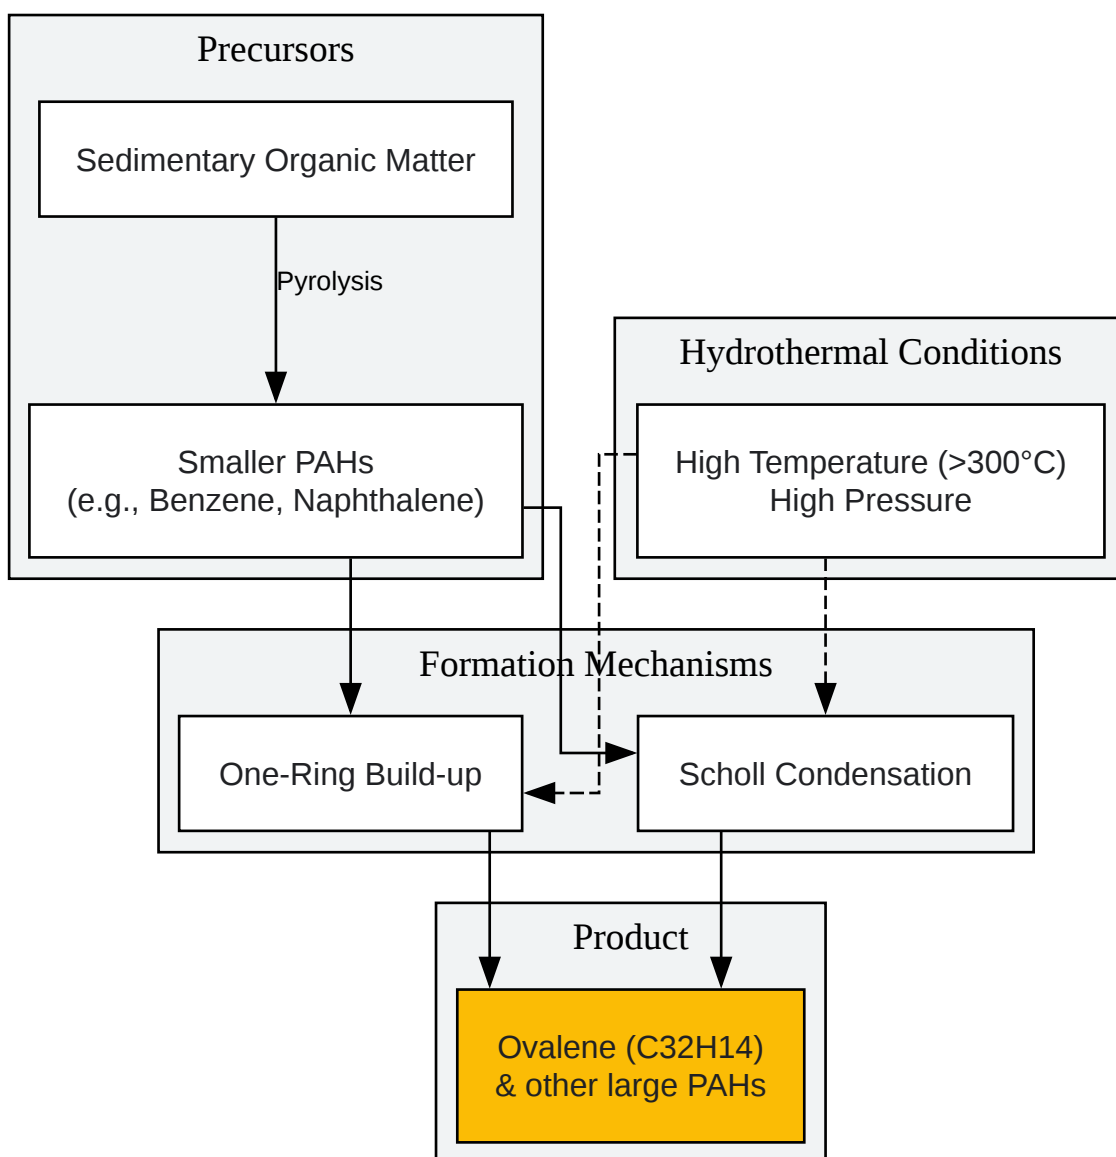 Precursors
Sedimentary Organic Matter
Pyrolysis
Smaller PAHs
(e.g., Benzene, Naphthalene)
Hydrothermal Conditions
High Temperature (>300°C)
High Pressure
Formation Mechanisms
One-Ring Build-up
Scholl Condensation
Product
Ovalene (C32H14)
& other large PAHs